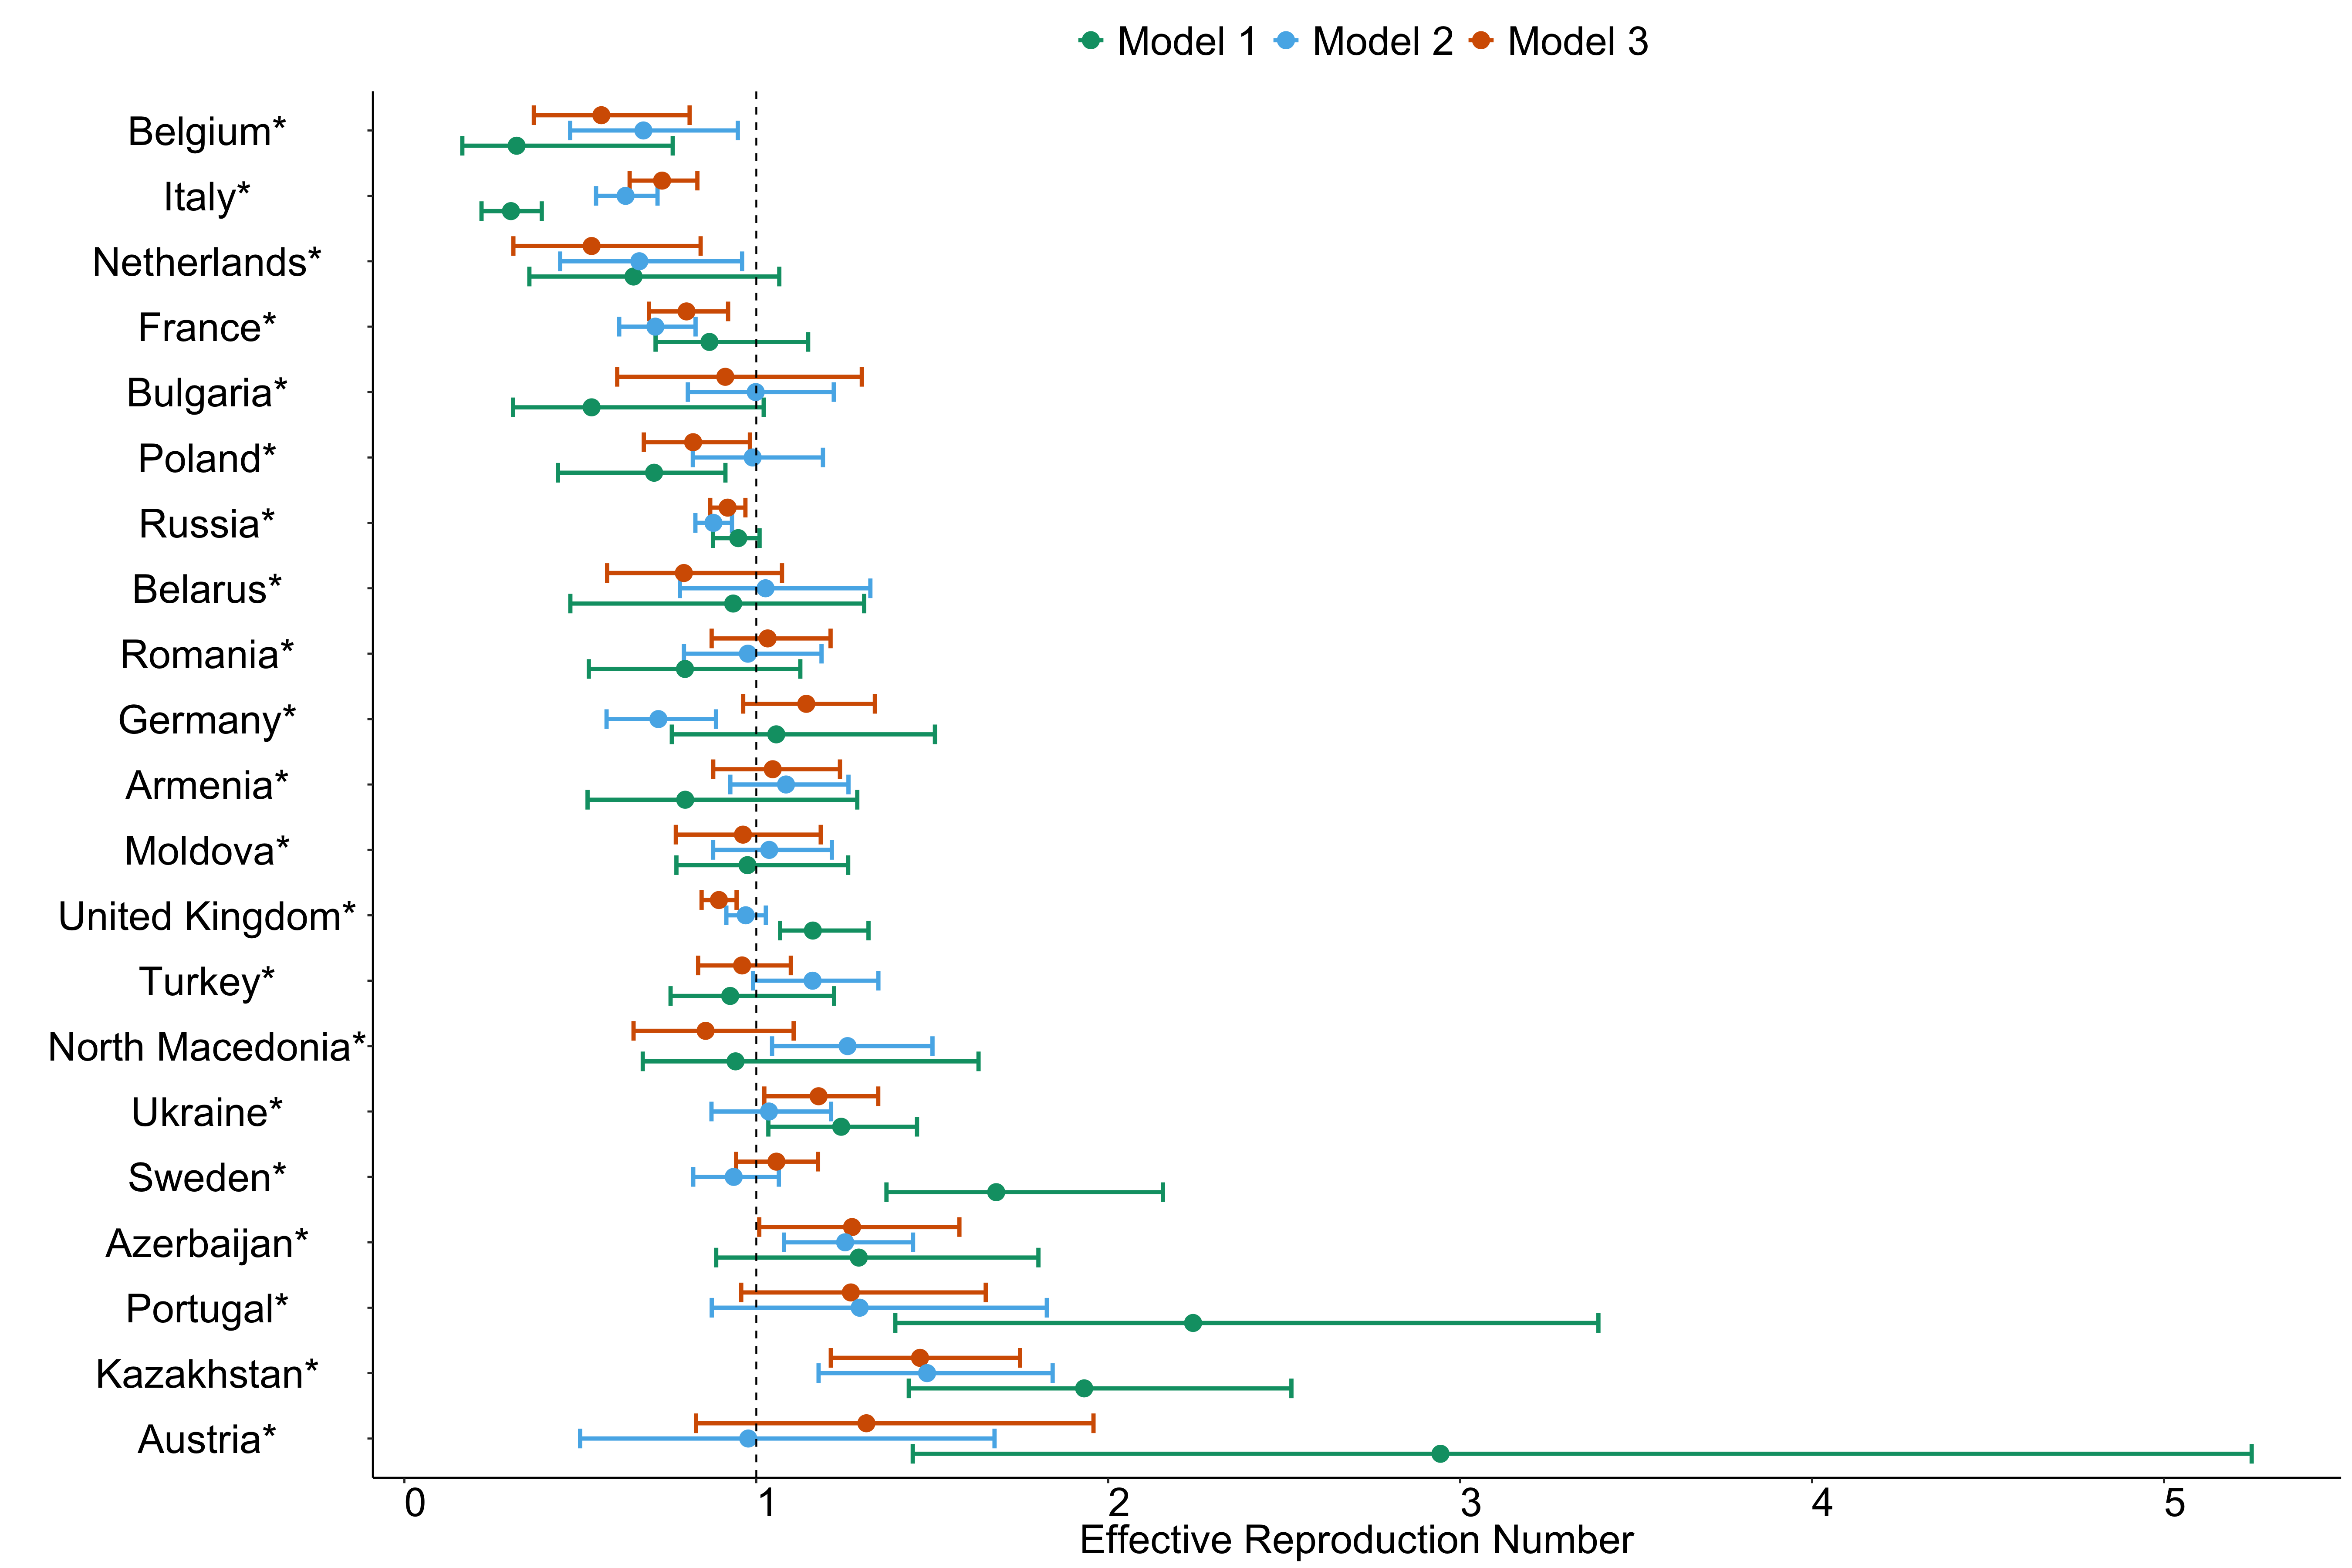 Model 1 Model 2 Model 3
Belgium*
Italy*
Netherlands*
France*
Bulgaria*
Poland*
Russia*
Belarus*
Romania*
Germany*
Armenia*
Moldova*
United Kingdom*
Turkey*
North Macedonia*
Ukraine*
Sweden*
Azerbaijan*
Portugal*
Kazakhstan*
Austria*
0 1 2 3 4 5
Effective Reproduction Number